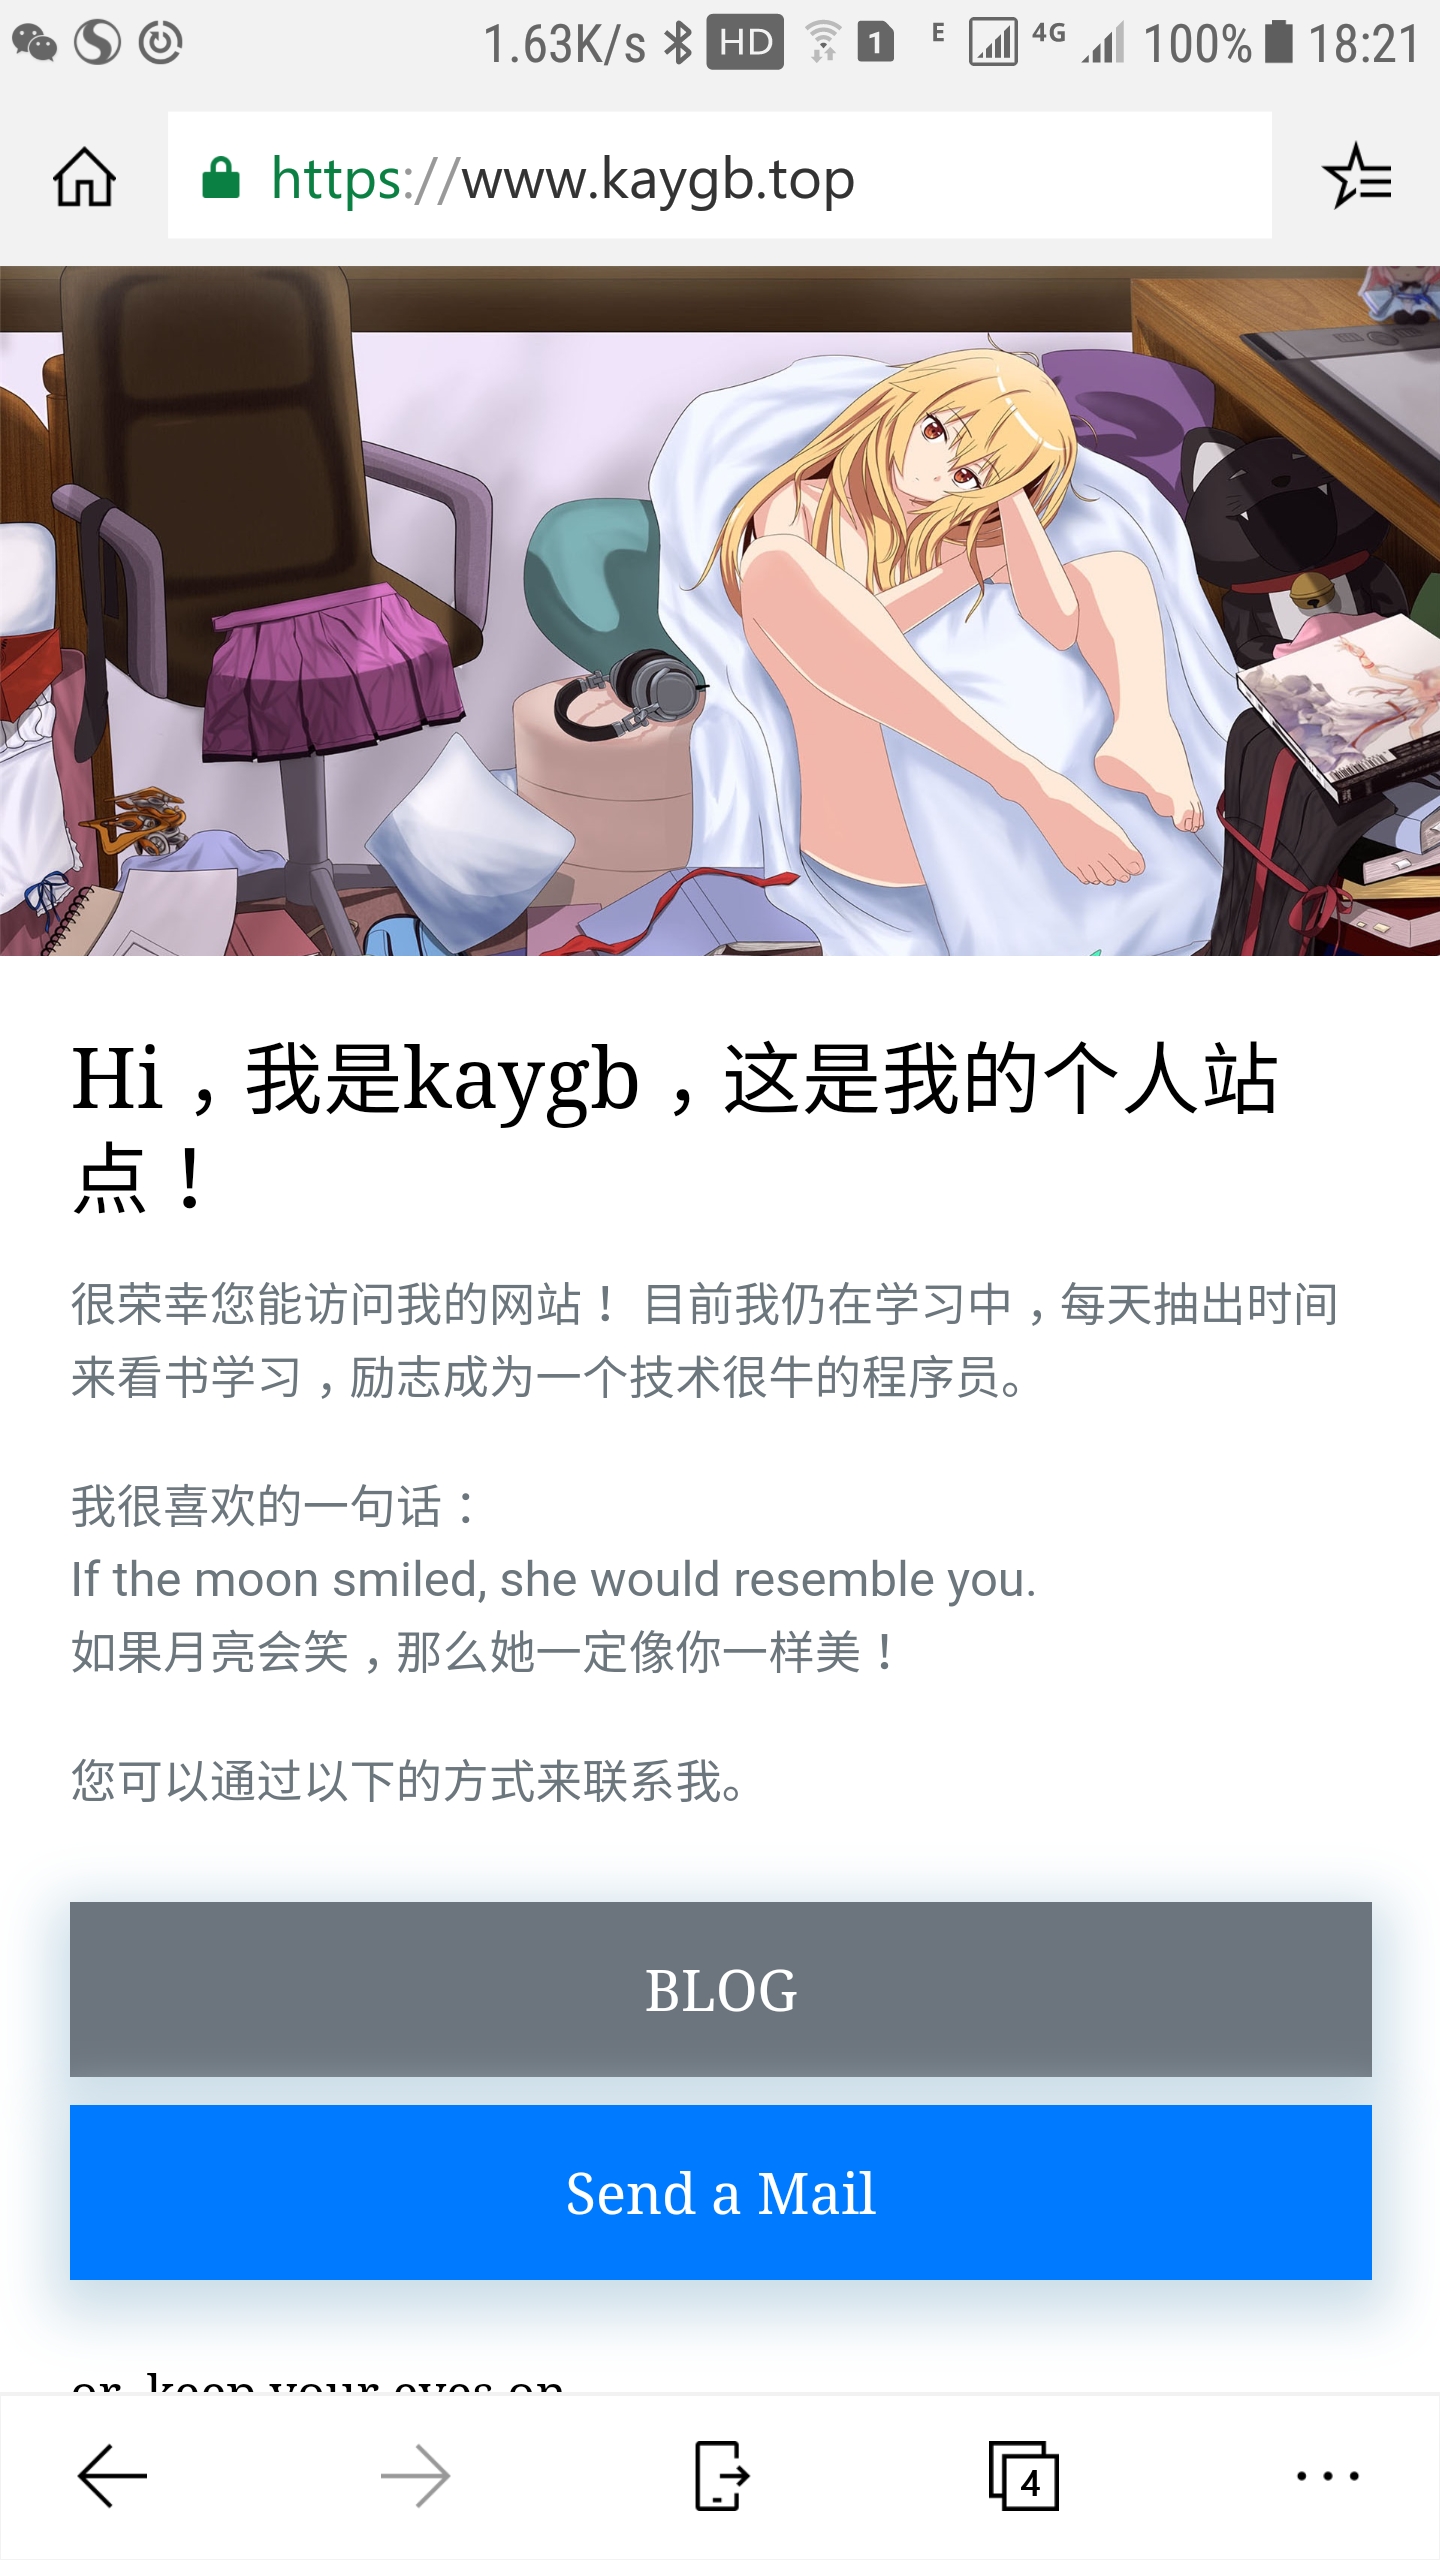 1.63K/s HD 1 E 4G 100% 18:21
https://www.kaygb.top
Hi，我是kaygb，这是我的个人站
点！
很荣幸您能访问我的网站！ 目前我仍在学习中，每天抽出时间
来看书学习，励志成为一个技术很牛的程序员。
我很喜欢的一句话：
If the moon smiled, she would resemble you.
如果月亮会笑，那么她一定像你一样美！
您可以通过以下的方式来联系我。
BLOG
Send a Mail
or, keep your eyes on
4